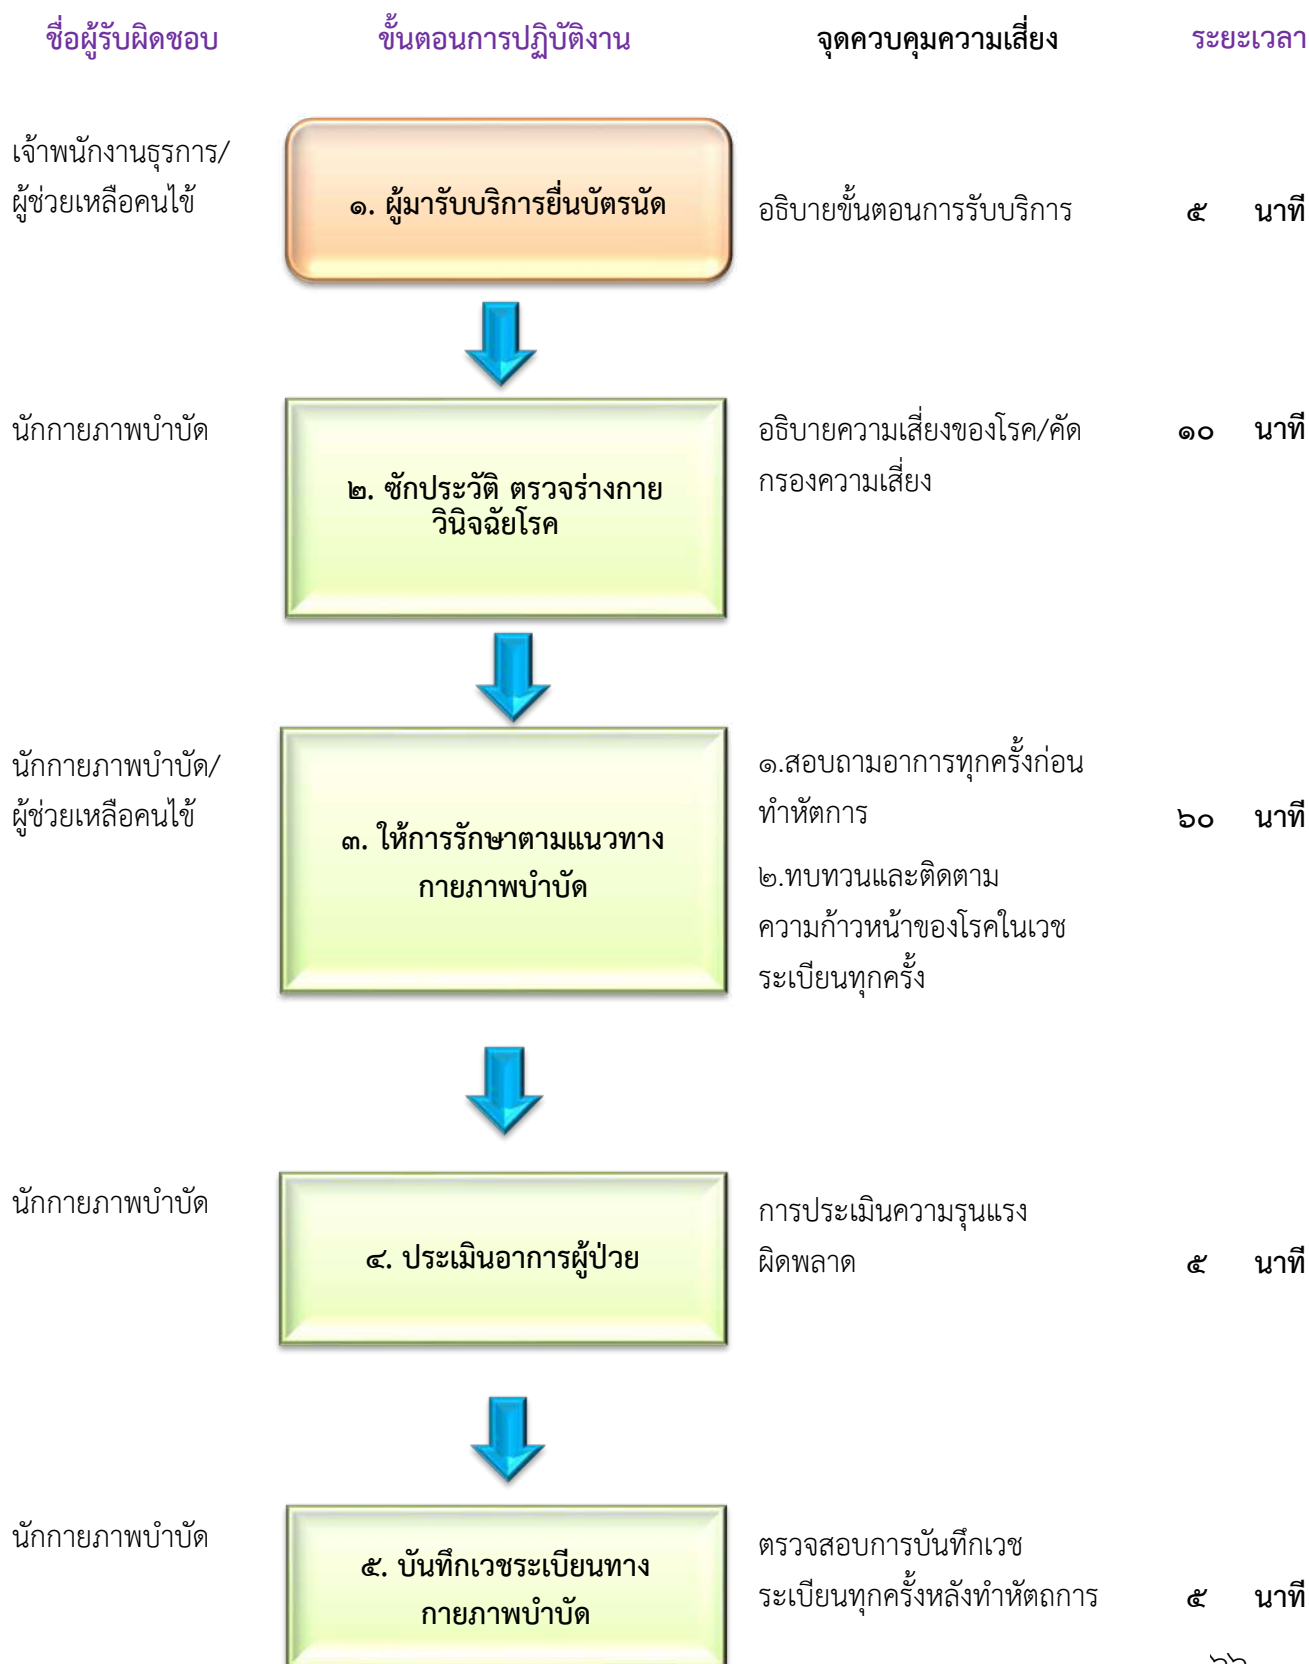 ชื่อผู้รับผิดชอบ ขั้นตอนการปฏิบัติงาน จุดควบคุมความเสี่ยง ระยะเวลา
เจ้าพนักงานธุรการ/
ผู้ช่วยเหลือคนไข้
๑. ผู้มารับบริการยื่นบัตรนัด
อธิบายขั้นตอนการรับบริการ
๕ นาที
นักกายภาพบำบัด
๒. ซักประวัติ ตรวจร่างกาย
วินิจฉัยโรค
อธิบายความเสี่ยงของโรค/คัด
กรองความเสี่ยง
๑๐ นาที
นักกายภาพบำบัด/
ผู้ช่วยเหลือคนไข้
๓. ให้การรักษาตามแนวทาง
กายภาพบำบัด
๑.สอบถามอาการทุกครั้งก่อน
ทำหัตการ
๒.ทบทวนและติดตาม
ความก้าวหน้าของโรคในเวช
ระเบียนทุกครั้ง
๖๐ นาที
นักกายภาพบำบัด
๔. ประเมินอาการผู้ป่วย
การประเมินความรุนแรง
ผิดพลาด
๕ นาที
นักกายภาพบำบัด
๕. บันทึกเวชระเบียนทาง
กายภาพบำบัด
ตรวจสอบการบันทึกเวช
ระเบียนทุกครั้งหลังทำหัตถการ
๕ นาที